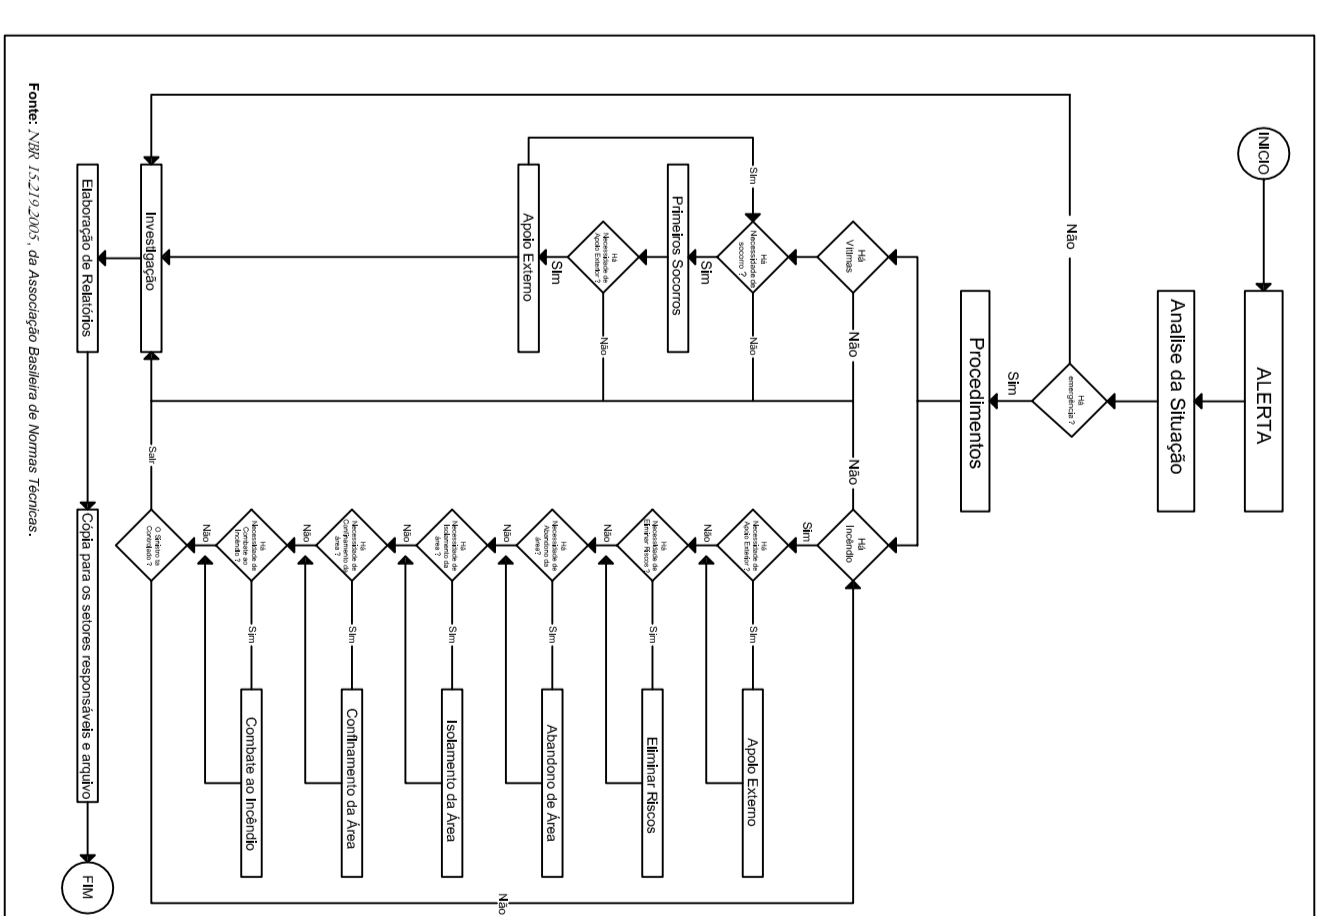 INICIO
ALERTA
Analise da Situação
Há
emergência ?
Não
Sim
Procedimentos
Há
Vítimas
Não
Há
Necessidade de
socorro ?
Sim
Não
Sim
Primeiros Socorros
Há
Necessidade de
Apoio Exterior ?
Não
Sim
Apoio Externo
Investigação
Elaboração de Relatórios
Há
Incêndio
Não
Sim
Há
Necessidade de
Apoio Exterior ?
Sim
Apoio Externo
Não
Há
Necessidade de
Eliminar Riscos ?
Sim
Eliminar Riscos
Não
Há
Necessidade de
Abandono da
área?
Sim
Abandono de Área
Não
Há
Necessidade de
Isolamento da
área ?
Sim
Isolamento da Área
Não
Há
Necessidade de
Confinamento da
área ?
Sim
Confinamento da Área
Não
Há
Necessidade de
Combate ao
Incêndio ?
Sim
Combate ao Incêndio
Não
O Sinistro ta
Controlado ?
Sair
Não
Cópia para os setores responsáveis e arquivo
FIM
Fonte: NBR 15.219.2005, da Associação Basileira de Normas Técnicas.